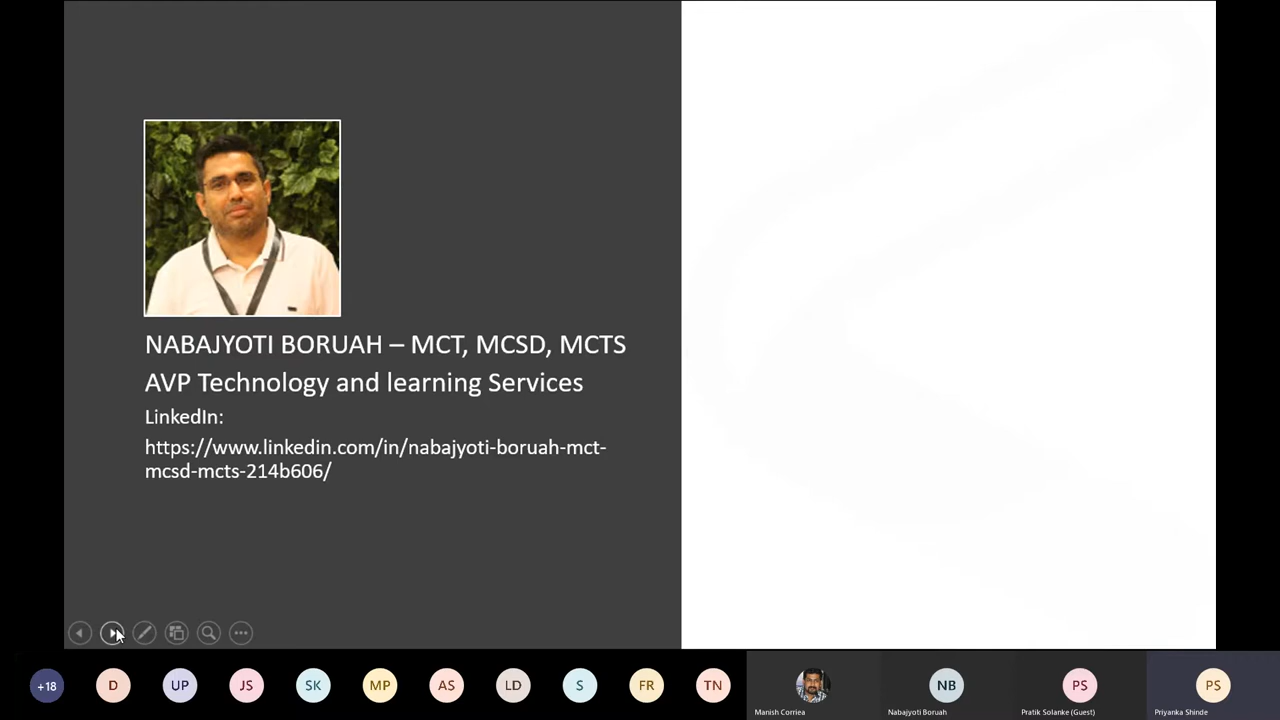 NABAJYOTI BORUAH – MCT, MCSD, MCTS
AVP Technology and learning Services
LinkedIn:
https://www.linkedin.com/in/nabajyoti-boruah-mct-
mcsd-mcts-214b606/
+18
D
UP
JS
SK
MP
AS
LD
S
FR
TN
NB
PS
PS
Manish Corriea
Nabajyoti Boruah
Pratik Solanke (Guest)
Priyanka Shinde